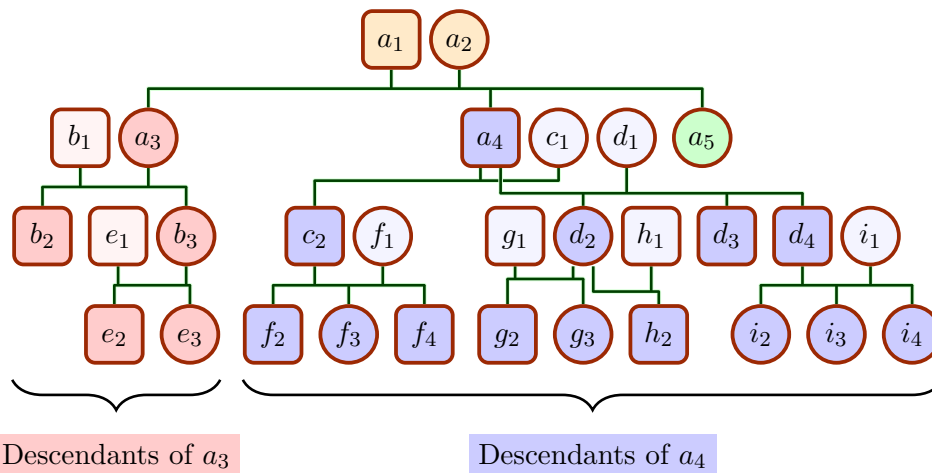 a1 a2
b1 a3 a4 c1 d1 a5
b2 e1 b3 c2 f1 g1 d2 h1 d3 d4 i1
e2 e3 f2 f3 f4 g2 g3 h2 i2 i3 i4
Descendants of a3 Descendants of a4